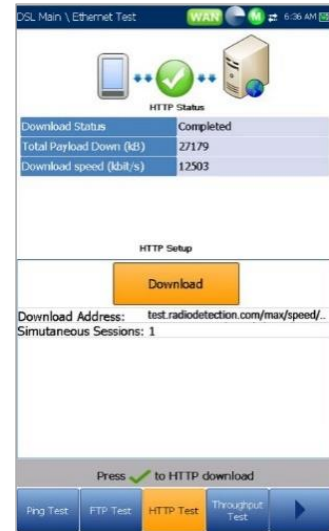 DSL Main \ Ethernet Test WAN M 6:36 AM
HTTP Status
Download Status Completed
Total Payload Down (kB) 27179
Download speed (kbit/s) 12503
HTTP Setup
Download
Download Address: test.radiodetection.com/max/speed/..
Simutaneous Sessions: 1
Press to HTTP download
Ping Test FTP Test HTTP Test Throughput Test